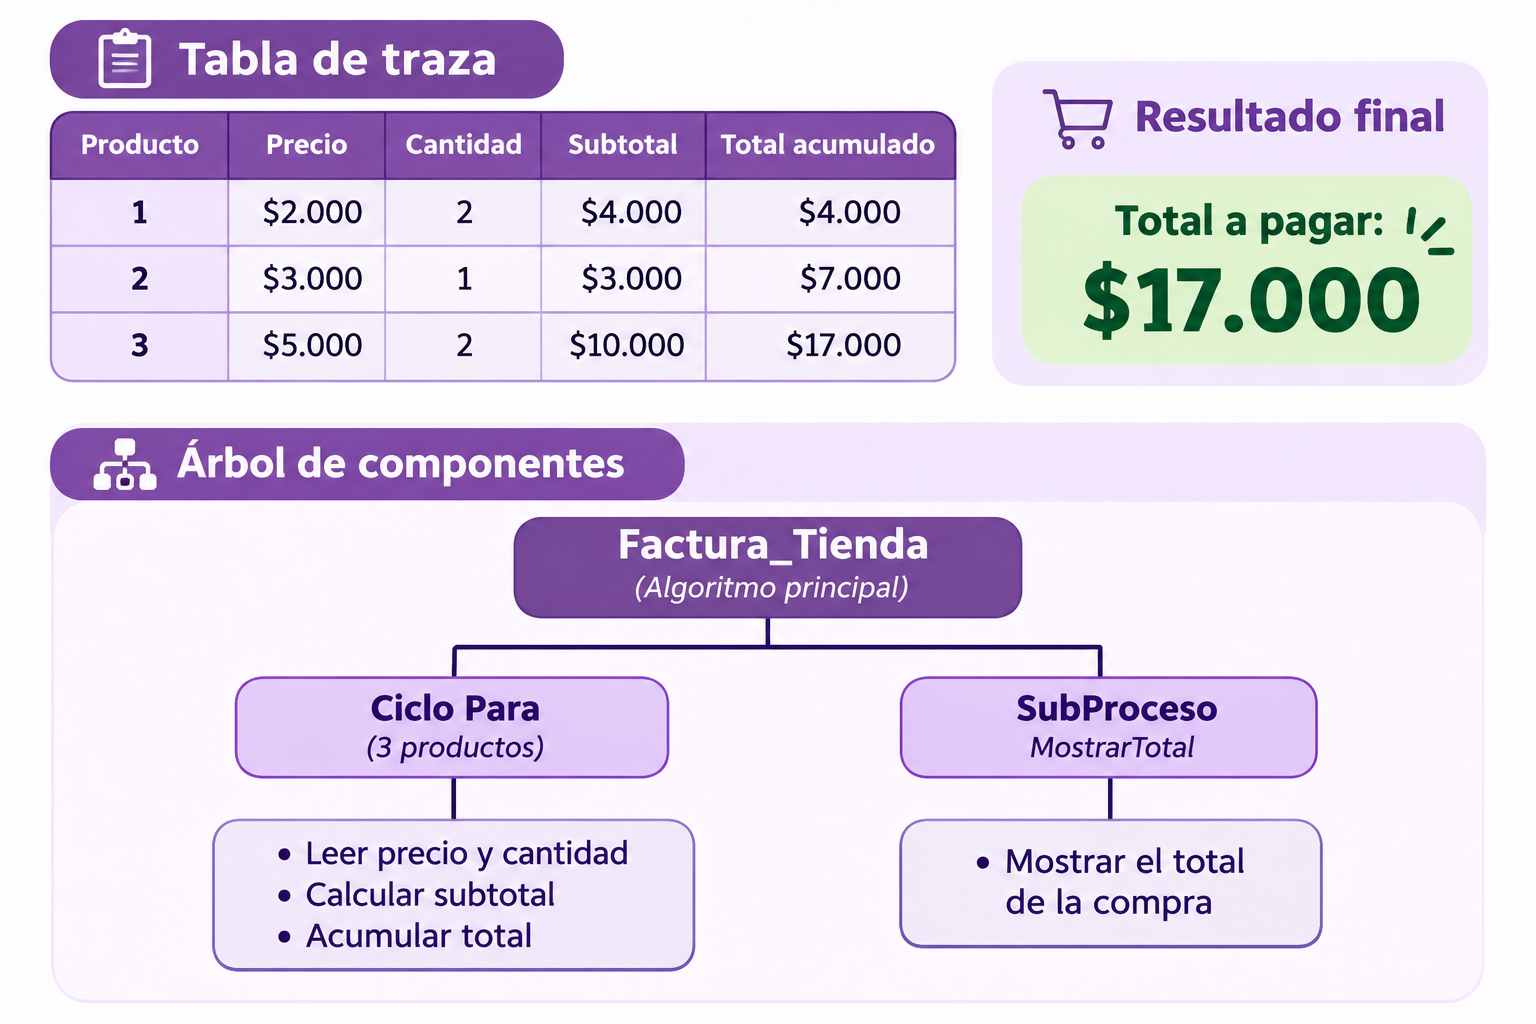 Tabla de traza
Producto Precio Cantidad Subtotal Total acumulado
1 $2.000 2 $4.000 $4.000
2 $3.000 1 $3.000 $7.000
3 $5.000 2 $10.000 $17.000
Resultado final
Total a pagar:
$17.000
Árbol de componentes
Factura_Tienda
(Algoritmo principal)
Ciclo Para
(3 productos)
• Leer precio y cantidad
• Calcular subtotal
• Acumular total
SubProceso
MostrarTotal
• Mostrar el total
de la compra